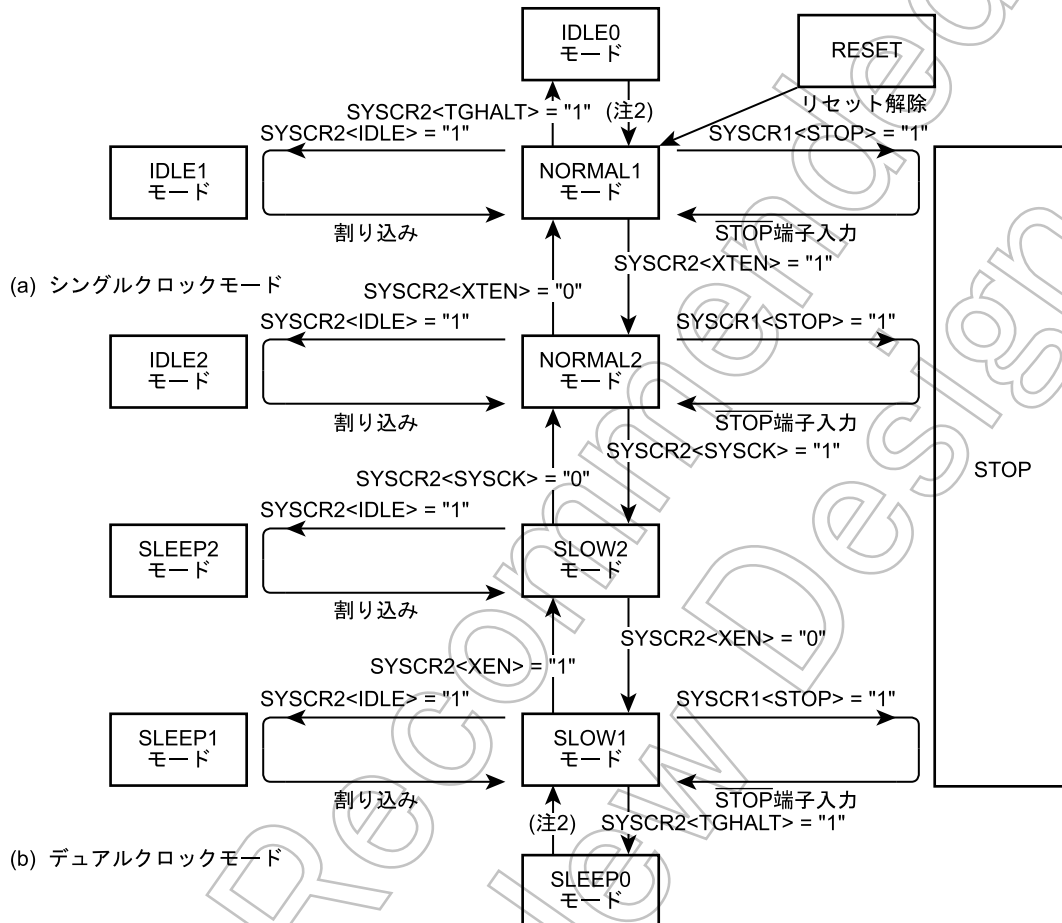 IDLE0
モード
RESET
SYSCR2<TGHALT> = "1"
(注2)
リセット解除
SYSCR2<IDLE> = "1"
SYSCR1<STOP> = "1"
IDLE1
モード
NORMAL1
モード
割り込み
STOP端子入力
SYSCR2<XTEN> = "1"
(a) シングルクロックモード
SYSCR2<XTEN> = "0"
SYSCR2<IDLE> = "1"
SYSCR1<STOP> = "1"
IDLE2
モード
NORMAL2
モード
割り込み
STOP端子入力
SYSCR2<SYSCK> = "1"
STOP
SYSCR2<SYSCK> = "0"
SYSCR2<IDLE> = "1"
SLEEP2
モード
SLOW2
モード
割り込み
SYSCR2<XEN> = "0"
SYSCR2<XEN> = "1"
SYSCR2<IDLE> = "1"
SYSCR1<STOP> = "1"
SLEEP1
モード
SLOW1
モード
割り込み
STOP端子入力
(注2)
SYSCR2<TGHALT> = "1"
(b) デュアルクロックモード
SLEEP0
モード
Recommended
Design